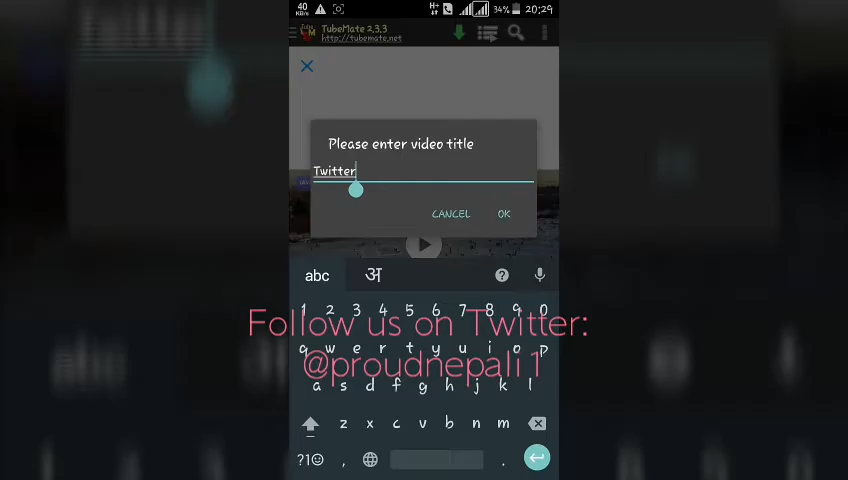 40 KB/s H+ 34% 20:29
TubeMate 2.3.3
http://tubemate.net
Please enter video title
Twitter
CANCEL OK
abc अ
1 2 3 4 5 6 7 8 9 0
Follow us on Twitter:
q w e r t y u i o p
@proudnepali1
a s d f g h j k l
z x c v b n m
?1☺ , .